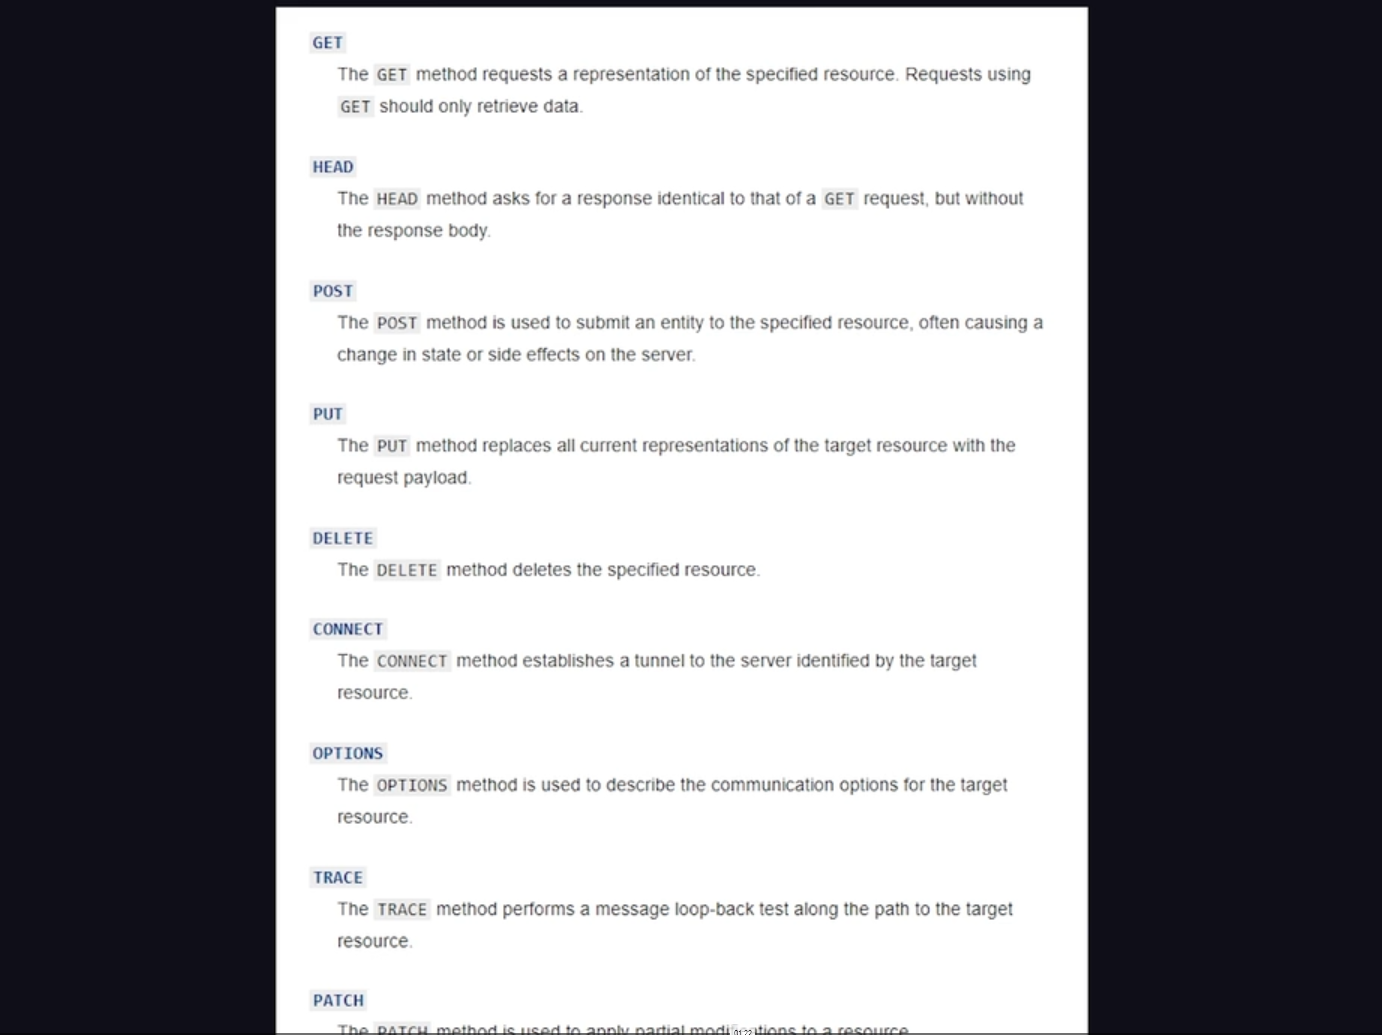 GET
The GET method requests a representation of the specified resource. Requests using
GET should only retrieve data.
HEAD
The HEAD method asks for a response identical to that of a GET request, but without
the response body.
POST
The POST method is used to submit an entity to the specified resource, often causing a
change in state or side effects on the server.
PUT
The PUT method replaces all current representations of the target resource with the
request payload.
DELETE
The DELETE method deletes the specified resource.
CONNECT
The CONNECT method establishes a tunnel to the server identified by the target
resource.
OPTIONS
The OPTIONS method is used to describe the communication options for the target
resource.
TRACE
The TRACE method performs a message loop-back test along the path to the target
resource.
PATCH
The PATCH method is used to apply partial modifications to a resource.
01:22